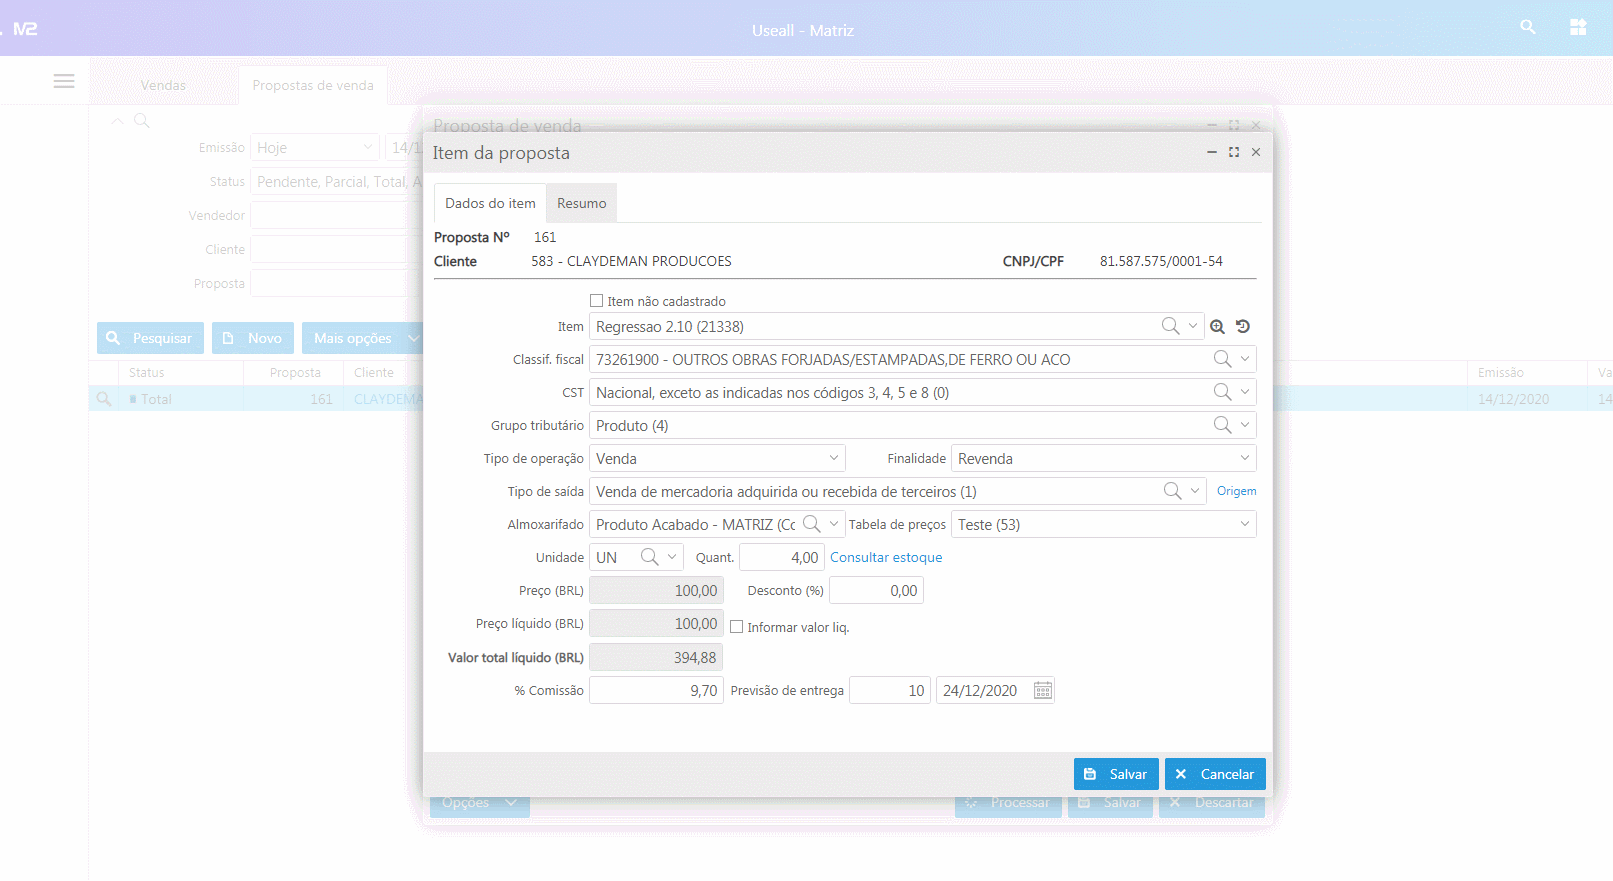 M2
Useall - Matriz
Vendas
Propostas de venda
Emissão Hoje 14/1
Status Pendente, Parcial, Total, A
Vendedor
Cliente
Proposta
Pesquisar Novo Mais opções
Status Proposta Cliente Emissão Va
Total 161 CLAYDEMA 14/12/2020 14
Proposta de venda
Item da proposta
Dados do item Resumo
Proposta Nº 161
Cliente 583 - CLAYDEMAN PRODUCOES CNPJ/CPF 81.587.575/0001-54
Item não cadastrado
Item Regressao 2.10 (21338)
Classif. fiscal 73261900 - OUTROS OBRAS FORJADAS/ESTAMPADAS,DE FERRO OU ACO
CST Nacional, exceto as indicadas nos códigos 3, 4, 5 e 8 (0)
Grupo tributário Produto (4)
Tipo de operação Venda Finalidade Revenda
Tipo de saída Venda de mercadoria adquirida ou recebida de terceiros (1) Origem
Almoxarifado Produto Acabado - MATRIZ (Cc Tabela de preços Teste (53)
Unidade UN Quant. 4,00 Consultar estoque
Preço (BRL) 100,00 Desconto (%) 0,00
Preço líquido (BRL) 100,00 Informar valor liq.
Valor total líquido (BRL) 394,88
% Comissão 9,70 Previsão de entrega 10 24/12/2020
Salvar Cancelar
Opções Processar Salvar Descartar